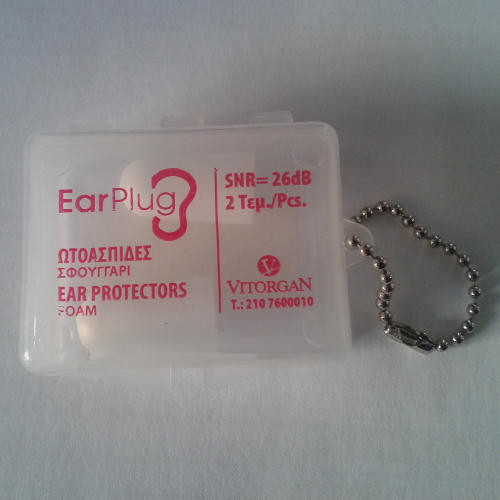 EarPlug
ΩΤΟΑΣΠΙΔΕΣ
ΣΦΟΥΓΓΑΡΙ
EAR PROTECTORS
FOAM
SNR= 26dB
2 Τεμ./Pcs.
V
VITORGAN
Τ.: 210 7600010